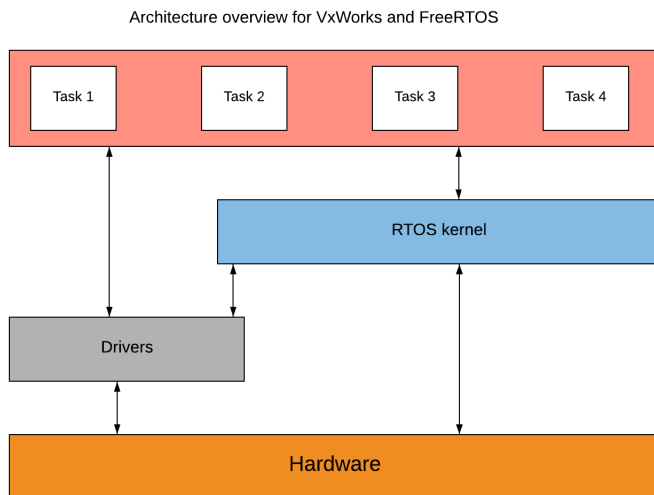 Architecture overview for VxWorks and FreeRTOS
Task 1
Task 2
Task 3
Task 4
RTOS kernel
Drivers
Hardware